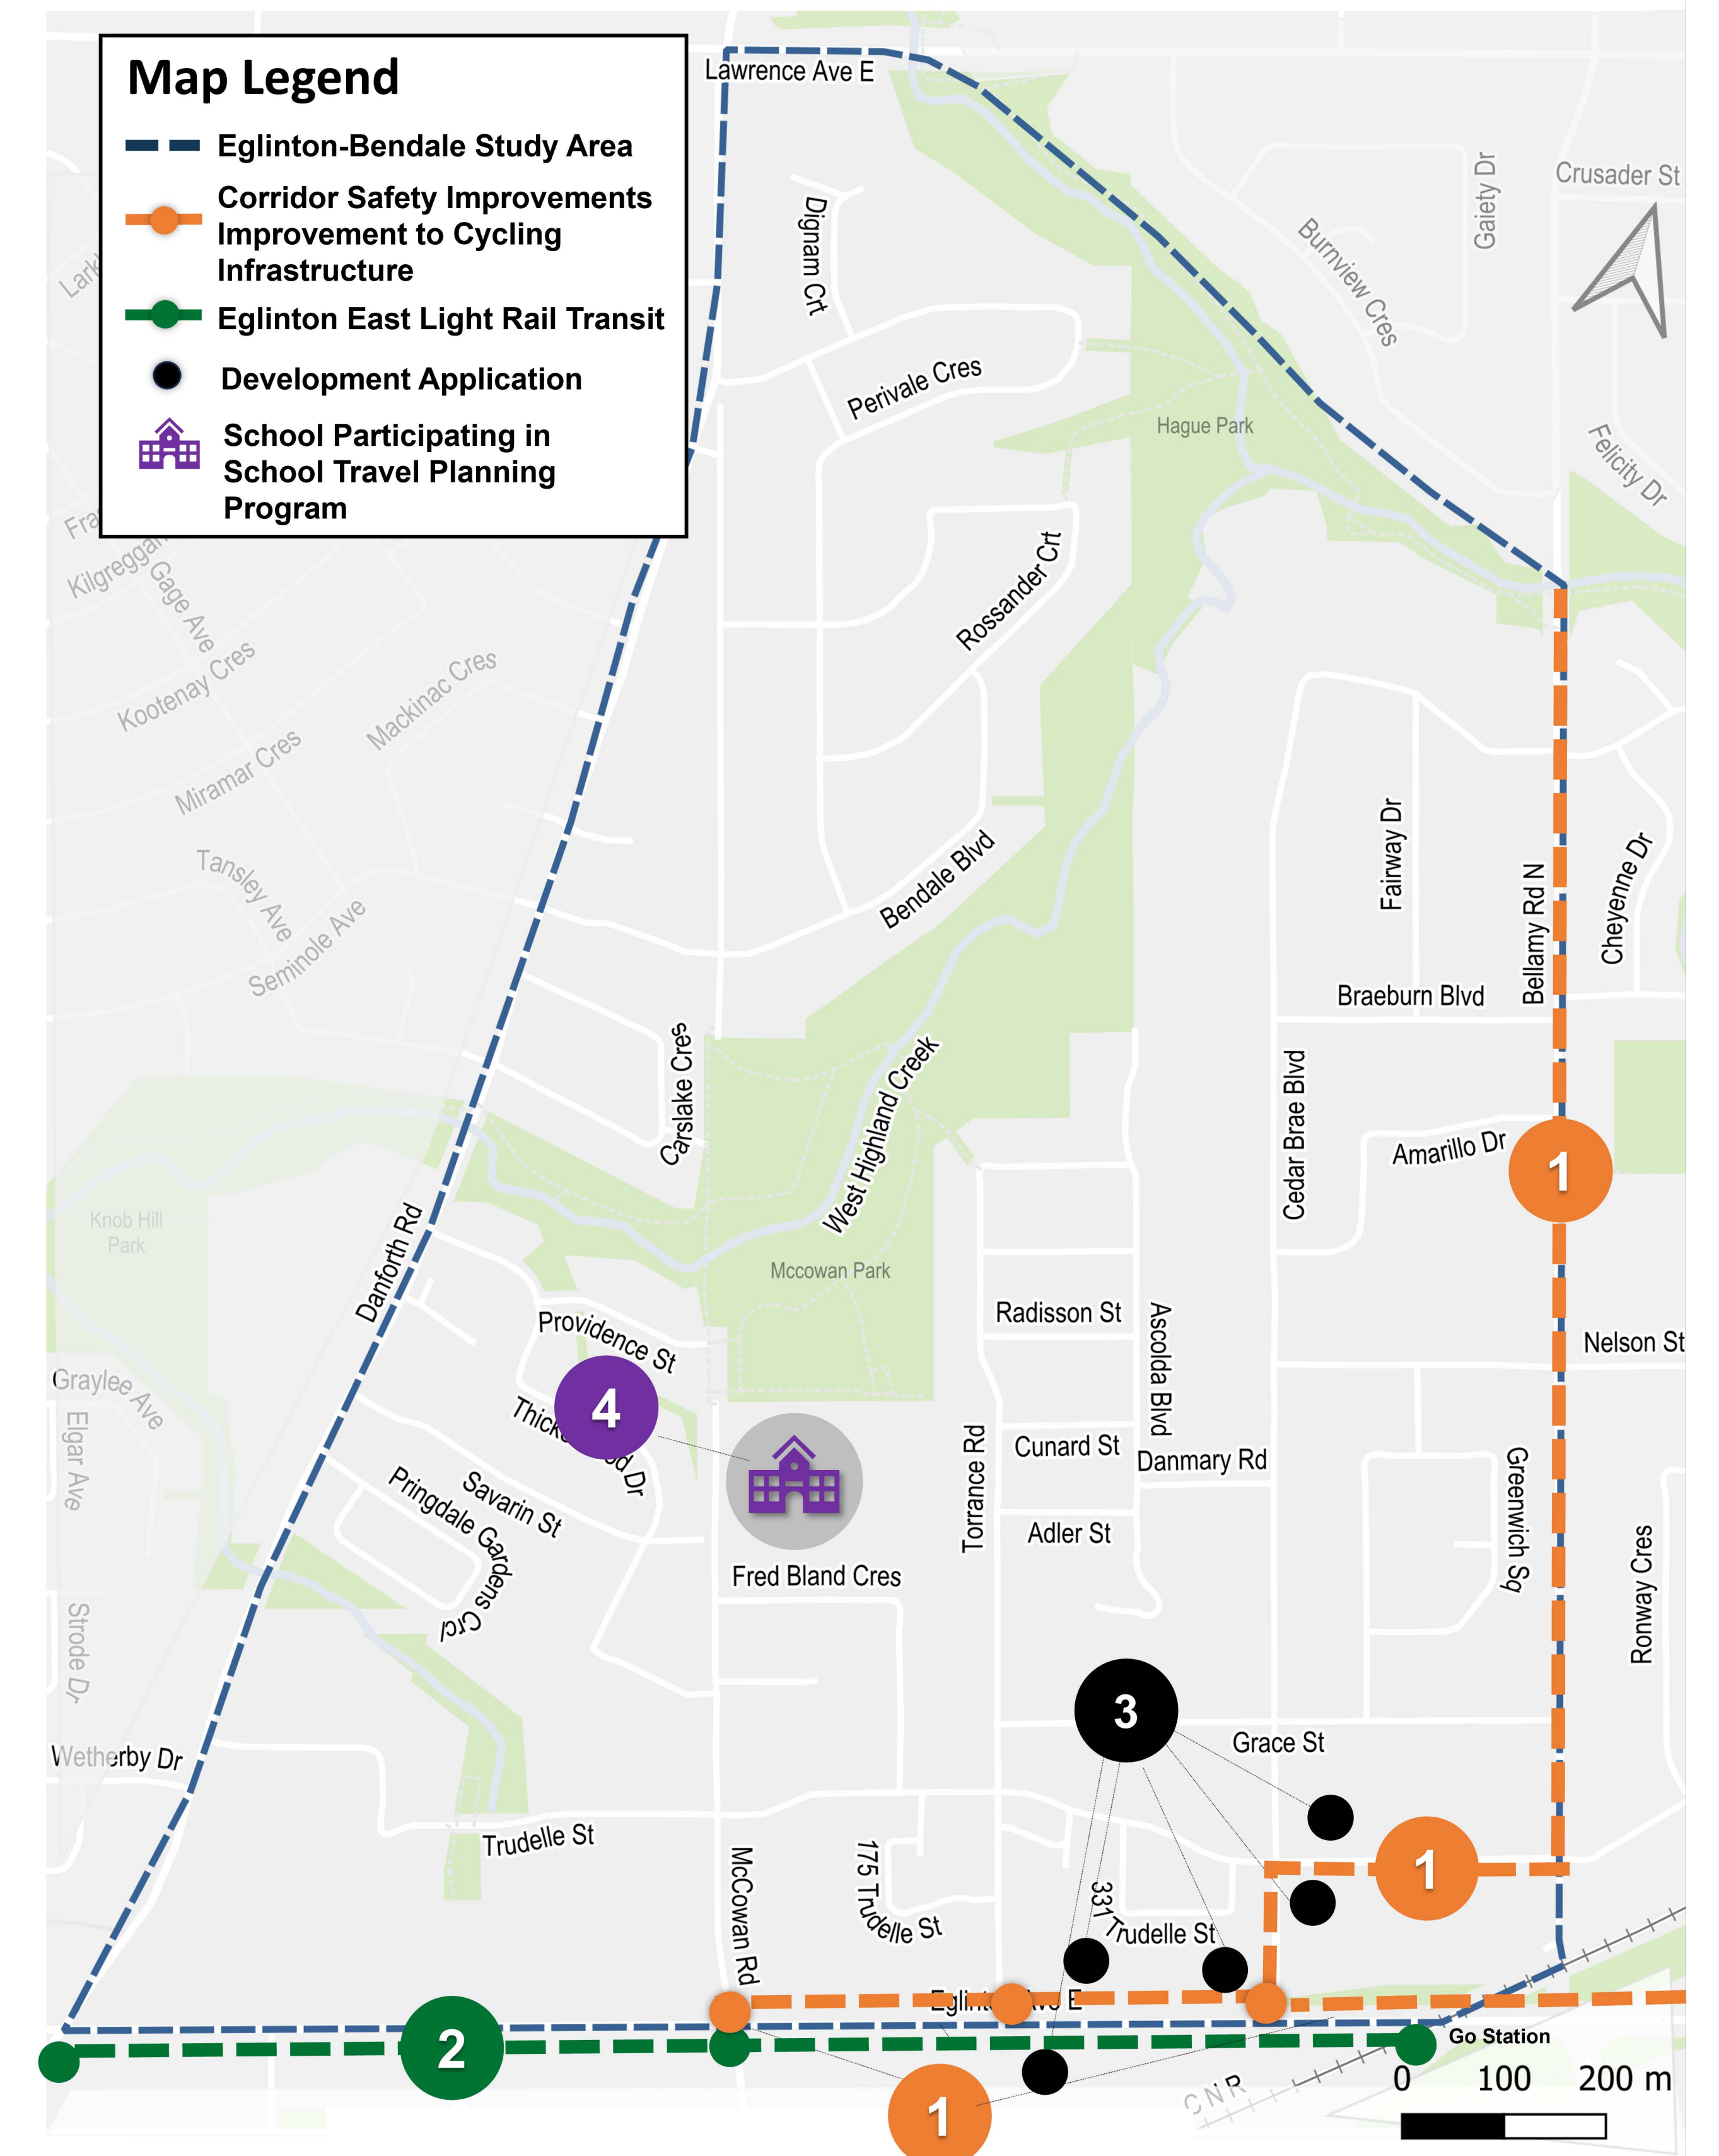 Map Legend
Eglinton-Bendale Study Area
Corridor Safety Improvements
Improvement to Cycling
Infrastructure
Eglinton East Light Rail Transit
Development Application
School Participating in
School Travel Planning
Program
Lawrence Ave E
Crusader St
Gaiety Dr
Burnview Cres
Dignam Crt
Perivale Cres
Hague Park
Felicity Dr
Kilgreggan
Gage Ave
Kootenay Cres
Mackinac Cres
Miramar Cres
Rossander Crt
Tansley Ave
Seminole Ave
Bendale Blvd
Fairway Dr
Bellamy Rd N
Cheyenne Dr
Braeburn Blvd
Carslake Cres
West Highland Creek
Cedar Brae Blvd
Amarillo Dr
1
Knob Hill
Park
Danforth Rd
Mccowan Park
Providence St
Radisson St
Ascolda Blvd
Nelson St
Graylee Ave
Elgar Ave
4
Dr
Savarin St
Pringdale Gardens Crcl
Torrance Rd
Cunard St
Danmary Rd
Adler St
Greenwich Sq
Ronway Cres
Fred Bland Cres
Strode Dr
3
Grace St
Wetherby Dr
Trudelle St
McCowan Rd
175 Trudelle St
331 Trudelle St
1
Ave E
2
Go Station
1
CNR
0 100 200 m